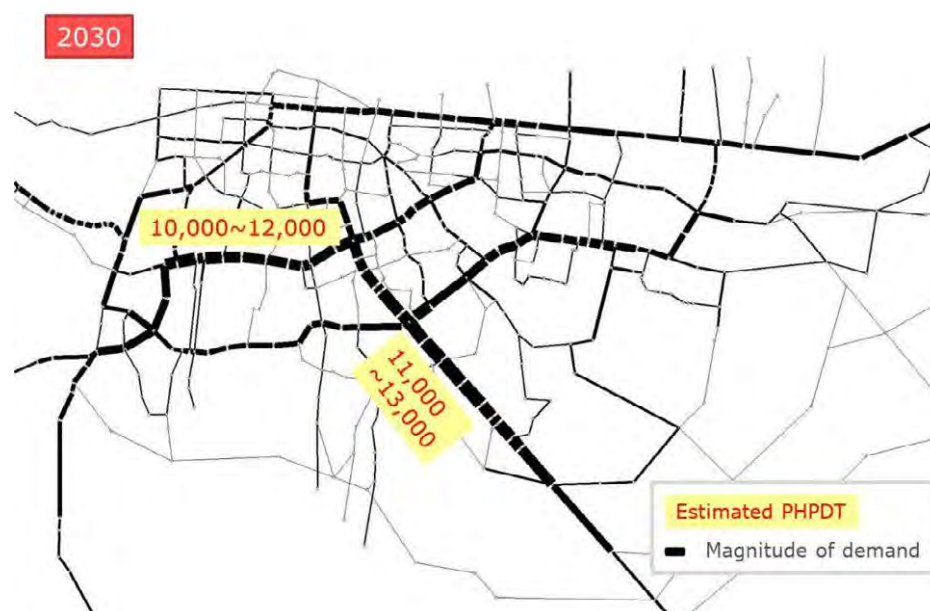 2030
10,000~12,000
11,000
~13,000
Estimated PHPDT
Magnitude of demand